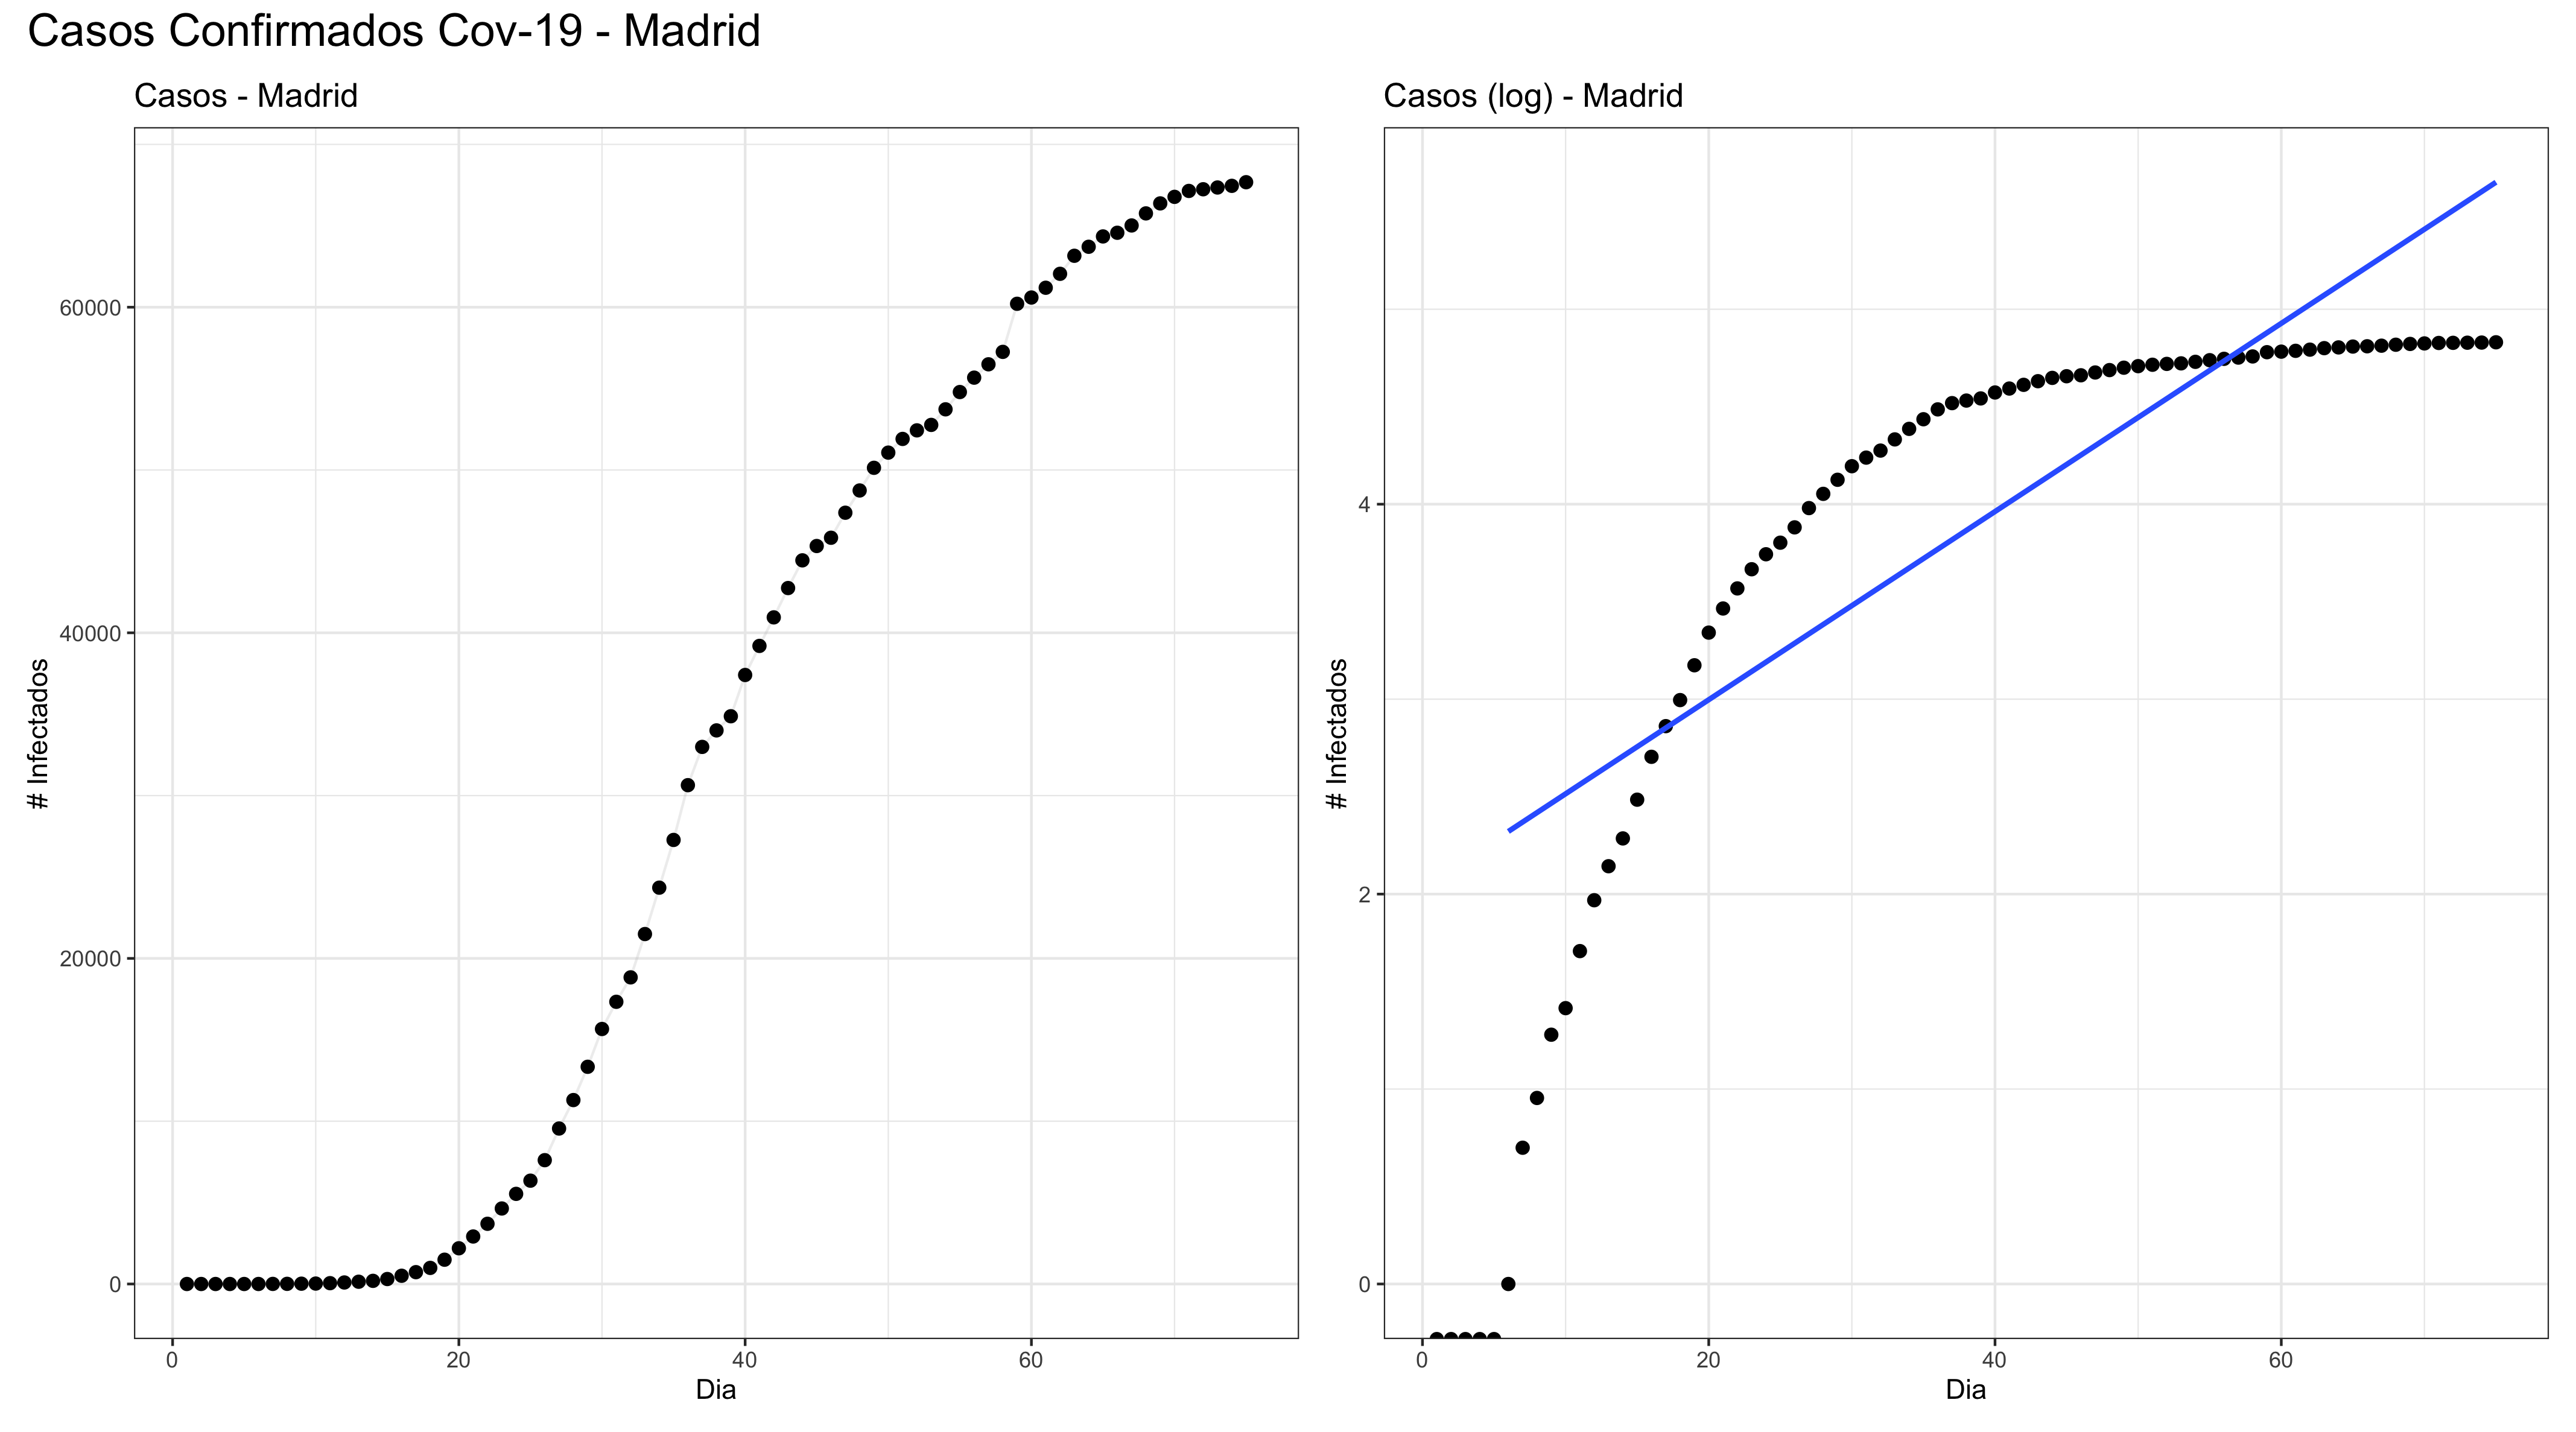 Casos Confirmados Cov-19 - Madrid
Casos - Madrid
# Infectados
60000
40000
20000
0
0 20 40 60
Dia
Casos (log) - Madrid
# Infectados
4
2
0
0 20 40 60
Dia